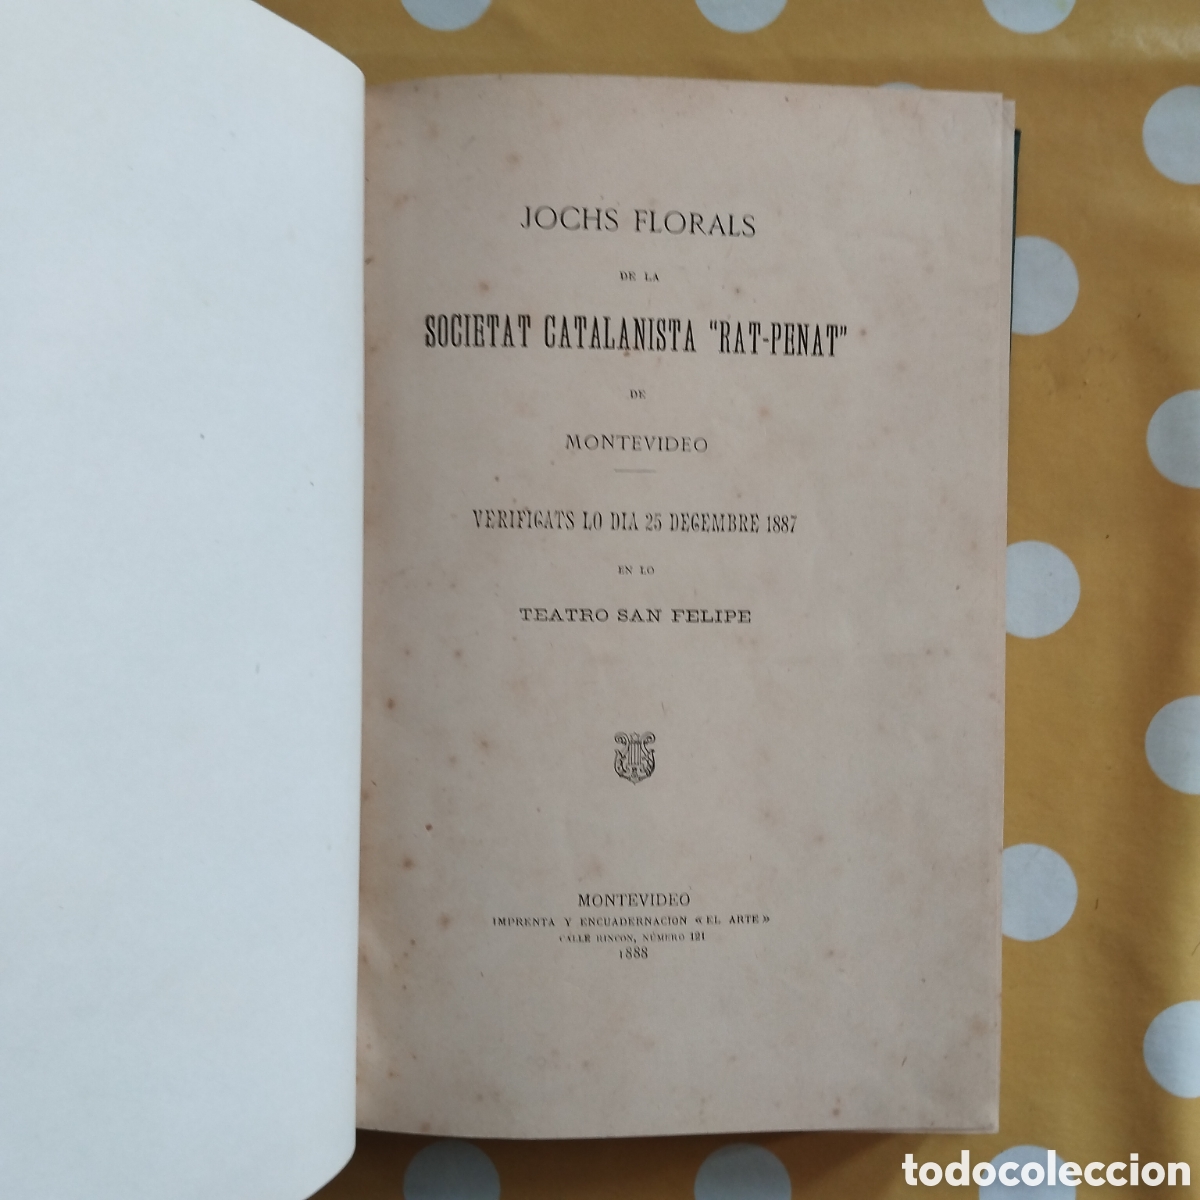 JOCHS FLORALS
DE LA
SOCIETAT CATALANISTA "RAT-PENAT"
DE
MONTEVIDEO
VERIFICATS LO DIA 25 DECEMBRE 1887
EN LO
TEATRO SAN FELIPE
MONTEVIDEO
IMPRENTA Y ENCUADERNACION «EL ARTE»
CALLE RINCON, NÚMERO 121
1888
todocoleccion